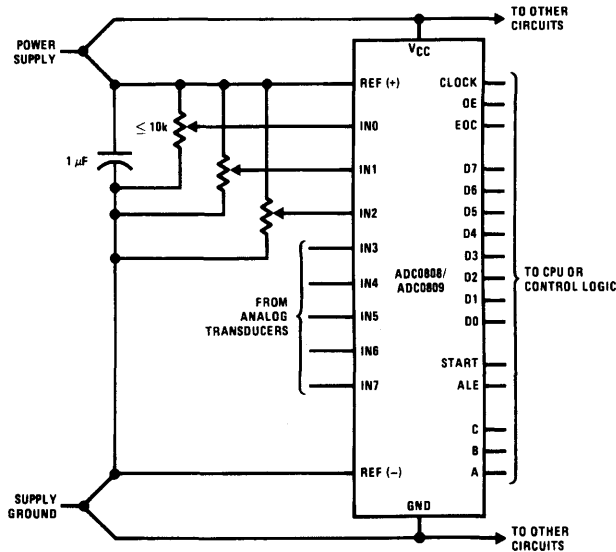 TO OTHER
CIRCUITS
POWER
SUPPLY
VCC
REF (+)
CLOCK
OE
≤ 10k
IN0
EOC
1 μF
IN1
D7
D6
IN2
D5
D4
IN3
D3
ADC0808/
ADC0809
IN4
D2
TO CPU OR
CONTROL LOGIC
FROM
ANALOG
TRANSDUCERS
IN5
D1
D0
IN6
START
IN7
ALE
C
B
REF (−)
A
SUPPLY
GROUND
GND
TO OTHER
CIRCUITS